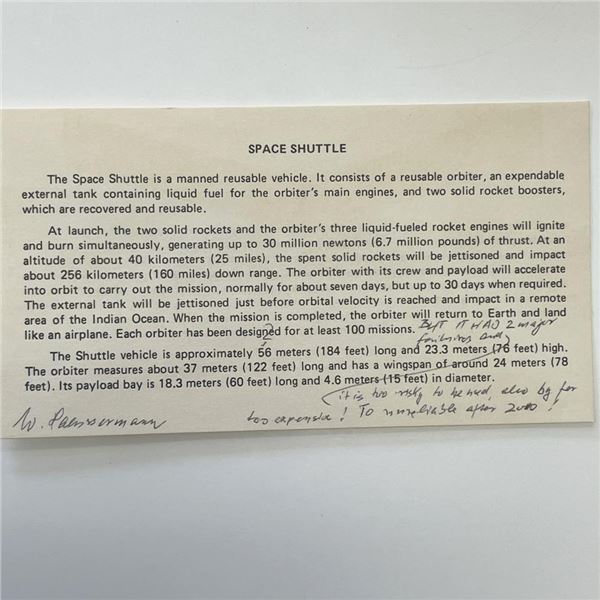 SPACE SHUTTLE
The Space Shuttle is a manned reusable vehicle. It consists of a reusable orbiter, an expendable
external tank containing liquid fuel for the orbiter's main engines, and two solid rocket boosters,
which are recovered and reusable.
At launch, the two solid rockets and the orbiter's three liquid-fueled rocket engines will ignite
and burn simultaneously, generating up to 30 million newtons (6.7 million pounds) of thrust. At an
altitude of about 40 kilometers (25 miles), the spent solid rockets will be jettisoned and impact
about 256 kilometers (160 miles) down range. The orbiter with its crew and payload will accelerate
into orbit to carry out the mission, normally for about seven days, but up to 30 days when required.
The external tank will be jettisoned just before orbital velocity is reached and impact in a remote
area of the Indian Ocean. When the mission is completed, the orbiter will return to Earth and land
like an airplane. Each orbiter has been designed for at least 100 missions. BUT IT HAD 2 major
failures and
?
The Shuttle vehicle is approximately 56 meters (184 feet) long and 23.3 meters (76 feet) high.
The orbiter measures about 37 meters (122 feet) long and has a wingspan of around 24 meters (78
feet). Its payload bay is 18.3 meters (60 feet) long and 4.6 meters (15 feet) in diameter.
it is too risky to be used also by far
too expensive! To unreliable after 2000!
W.